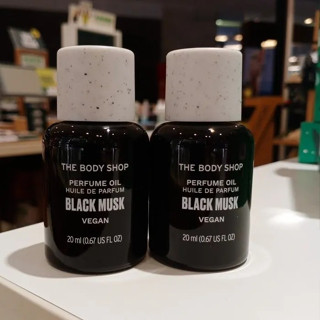 THE BODY SHOP
PERFUME OIL
HUILE DE PARFUM
BLACK MUSK
VEGAN
20 ml (0.67 US FL OZ)
THE BODY SHOP
PERFUME OIL
HUILE DE PARFUM
BLACK MUSK
VEGAN
20 ml (0.67 US FL OZ)